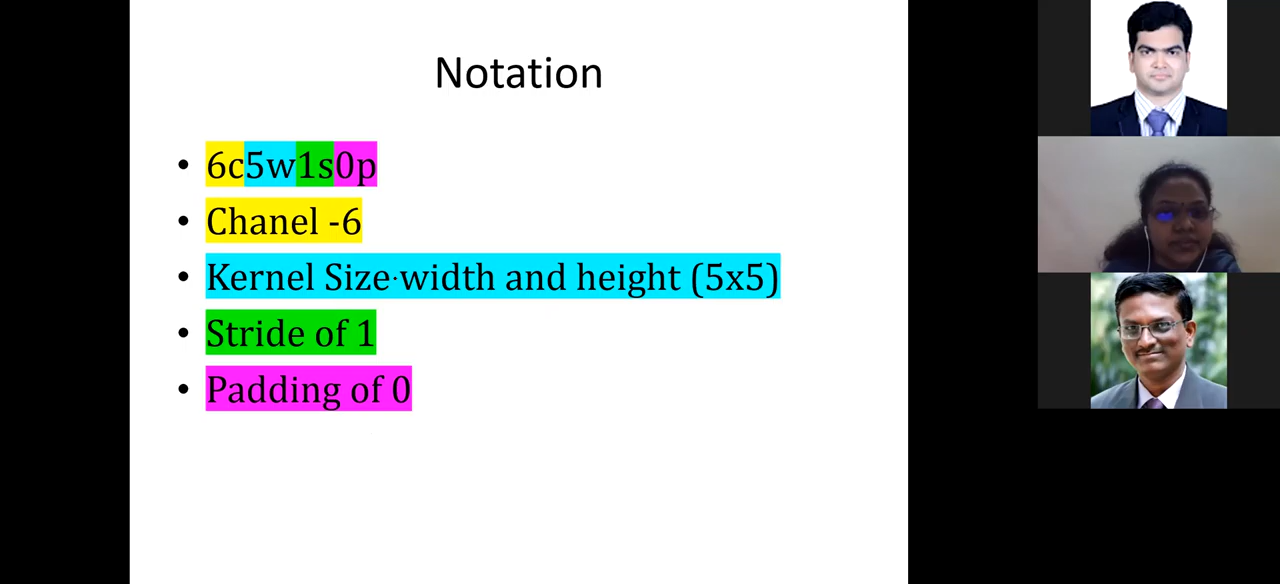 Notation
• 6c5w1s0p
• Chanel -6
• Kernel Size·width and height (5x5)
• Stride of 1
• Padding of 0